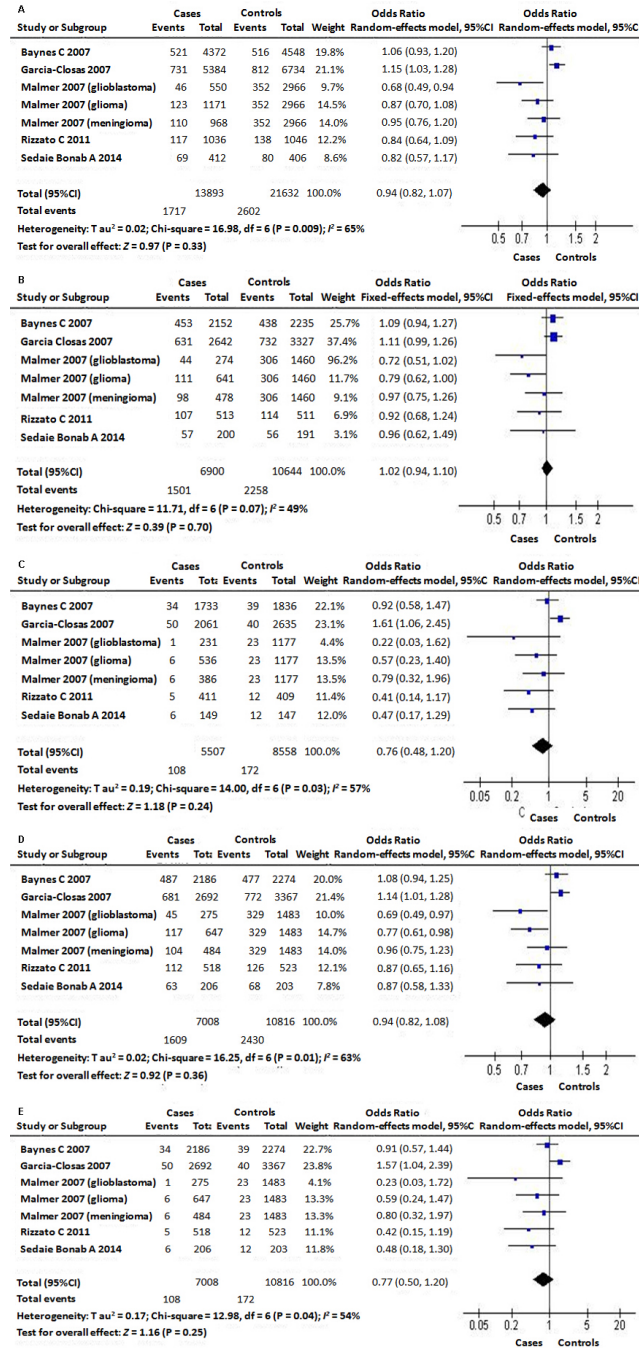 A
Cases Controls Odds Ratio Odds Ratio
Study or Subgroup Events Total Events Total Weight Random-effects model, 95%CI Random-effects model, 95%CI
Baynes C 2007 521 4372 516 4548 19.8% 1.06 (0.93, 1.20)
Garcia-Closas 2007 731 5384 812 6734 21.1% 1.15 (1.03, 1.28)
Malmer 2007 (glioblastoma) 46 550 352 2966 9.7% 0.68 (0.49, 0.94
Malmer 2007 (glioma) 123 1171 352 2966 14.5% 0.87 (0.70, 1.08)
Malmer 2007 (meningioma) 110 968 352 2966 14.0% 0.95 (0.76, 1.20)
Rizzato C 2011 117 1036 138 1046 12.2% 0.84 (0.64, 1.09)
Sedaie Bonab A 2014 69 412 80 406 8.6% 0.82 (0.57, 1.17)
Total (95%CI) 13893 21632 100.0% 0.94 (0.82, 1.07)
Total events 1717 2602
Heterogeneity: T au² = 0.02; Chi-square = 16.98, df = 6 (P = 0.009); I² = 65%
Test for overall effect: Z = 0.97 (P = 0.33)
0.5 0.7 1 1.5 2
Cases Controls
B
Cases Controls Odds Ratio Odds Ratio
Study or Subgroup Events Total Events Total Weight Fixed-effects model, 95%CI Fixed-effects model, 95%CI
Baynes C 2007 453 2152 438 2235 25.7% 1.09 (0.94, 1.27)
Garcia Closas 2007 631 2642 732 3327 37.4% 1.11 (0.99, 1.26)
Malmer 2007 (glioblastoma) 44 274 306 1460 96.2% 0.72 (0.51, 1.02)
Malmer 2007 (glioma) 111 641 306 1460 11.7% 0.79 (0.62, 1.00)
Malmer 2007 (meningioma) 98 478 306 1460 9.1% 0.97 (0.75, 1.26)
Rizzato C 2011 107 513 114 511 6.9% 0.92 (0.68, 1.24)
Sedaie Bonab A 2014 57 200 56 191 3.1% 0.96 (0.62, 1.49)
Total (95%CI) 6900 10644 100.0% 1.02 (0.94, 1.10)
Total events 1501 2258
Heterogeneity: Chi-square = 11.71, df = 6 (P = 0.07); I² = 49%
Test for overall effect: Z = 0.39 (P = 0.70)
0.5 0.7 1 1.5 2
Cases Controls
C
Cases Controls Odds Ratio Odds Ratio
Study or Subgroup Events Tot: Events Total Weight Random-effects model, 95%C Random-effects model, 95%CI
Baynes C 2007 34 1733 39 1836 22.1% 0.92 (0.58, 1.47)
Garcia-Closas 2007 50 2061 40 2635 23.1% 1.61 (1.06, 2.45)
Malmer 2007 (glioblastoma) 1 231 23 1177 4.4% 0.22 (0.03, 1.62)
Malmer 2007 (glioma) 6 536 23 1177 13.5% 0.57 (0.23, 1.40)
Malmer 2007 (meningioma) 6 386 23 1177 13.5% 0.79 (0.32, 1.96)
Rizzato C 2011 5 411 12 409 11.4% 0.41 (0.14, 1.17)
Sedaie Bonab A 2014 6 149 12 147 12.0% 0.47 (0.17, 1.29)
Total (95%CI) 5507 8558 100.0% 0.76 (0.48, 1.20)
Total events 108 172
Heterogeneity: T au² = 0.19; Chi-square = 14.00, df = 6 (P = 0.03); I² = 57%
Test for overall effect: Z = 1.18 (P = 0.24)
0.05 0.2 1 5 20
Cases Controls
D
Cases Controls Odds Ratio Odds Ratio
Study or Subgroup Events Tot: Events Total Weight Random-effects model, 95%C Random-effects model, 95%CI
Baynes C 2007 487 2186 477 2274 20.0% 1.08 (0.94, 1.25)
Garcia-Closas 2007 681 2692 772 3367 21.4% 1.14 (1.01, 1.28)
Malmer 2007 (glioblastoma) 45 275 329 1483 10.0% 0.69 (0.49, 0.97)
Malmer 2007 (glioma) 117 647 329 1483 14.7% 0.77 (0.61, 0.98)
Malmer 2007 (meningioma) 104 484 329 1483 14.0% 0.96 (0.75, 1.23)
Rizzato C 2011 112 518 126 523 12.1% 0.87 (0.65, 1.16)
Sedaie Bonab A 2014 63 206 68 203 7.8% 0.87 (0.58, 1.33)
Total (95%CI) 7008 10816 100.0% 0.94 (0.82, 1.08)
Total events 1609 2430
Heterogeneity: T au² = 0.02; Chi-square = 16.25, df = 6 (P = 0.01); I² = 63%
Test for overall effect: Z = 0.92 (P = 0.36)
0.5 0.7 1 1.5 2
Cases Controls
E
Cases Controls Odds Ratio Odds Ratio
Study or Subgroup Events Tot: Events Total Weight Random-effects model, 95%C Random-effects model, 95%CI
Baynes C 2007 34 2186 39 2274 22.7% 0.91 (0.57, 1.44)
Garcia-Closas 2007 50 2692 40 3367 23.8% 1.57 (1.04, 2.39)
Malmer 2007 (glioblastoma) 1 275 23 1483 4.1% 0.23 (0.03, 1.72)
Malmer 2007 (glioma) 6 647 23 1483 13.3% 0.59 (0.24, 1.47)
Malmer 2007 (meningioma) 6 484 23 1483 13.3% 0.80 (0.32, 1.97)
Rizzato C 2011 5 518 12 523 11.1% 0.42 (0.15, 1.19)
Sedaie Bonab A 2014 6 206 12 203 11.8% 0.48 (0.18, 1.30)
Total (95%CI) 7008 10816 100.0% 0.77 (0.50, 1.20)
Total events 108 172
Heterogeneity: T au² = 0.17; Chi-square = 12.98, df = 6 (P = 0.04); I² = 54%
Test for overall effect: Z = 1.16 (P = 0.25)
0.05 0.2 1 5 20
Cases Controls